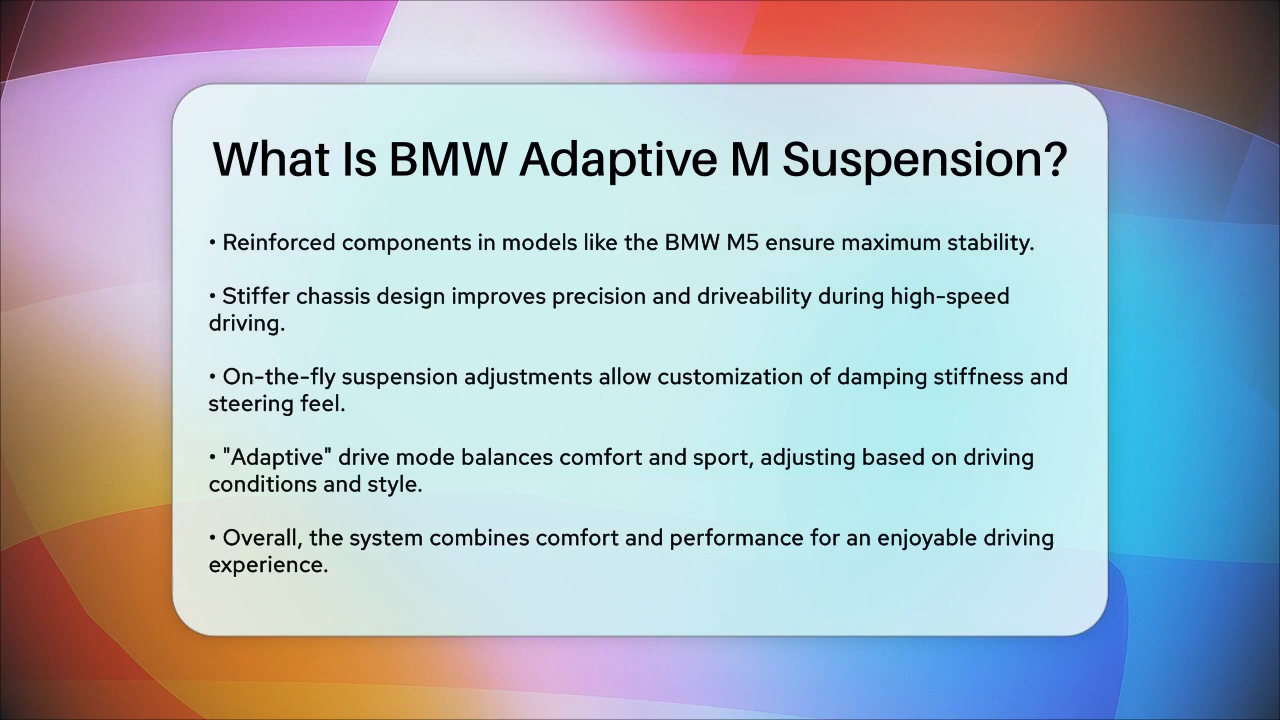 What Is BMW Adaptive M Suspension?
• Reinforced components in models like the BMW M5 ensure maximum stability.
• Stiffer chassis design improves precision and driveability during high-speed
driving.
• On-the-fly suspension adjustments allow customization of damping stiffness and
steering feel.
• "Adaptive" drive mode balances comfort and sport, adjusting based on driving
conditions and style.
• Overall, the system combines comfort and performance for an enjoyable driving
experience.